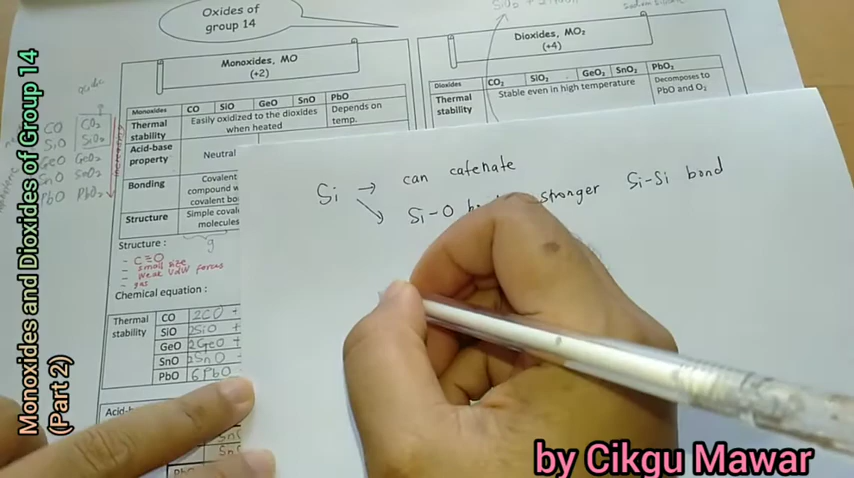 Oxides of
group 14
Monoxides, MO
(+2)
Monoxides CO SiO GeO SnO PbO
Thermal stability Easily oxidized to the dioxides when heated Depends on temp.
Acid-base property Neutral
Bonding Covalent compound covalent
Structure Simple molecules
Structure :
- C≡O
- small size
- weak VdW forces
- gas
Chemical equation :
Thermal stability
CO 2CO +
SiO 2SiO +
GeO 2GeO +
SnO 2SnO
PbO 6PbO
Dioxides, MO₂
(+4)
Dioxides CO₂ SiO₂ GeO₂ SnO₂ PbO₂
Thermal stability Stable even in high temperature Decomposes to PbO and O₂
CO CO₂
SiO SiO₂
GeO GeO₂
SnO SnO₂
PbO PbO₂
Si → can catenate
Si-O stronger Si-Si bond
Monoxides and Dioxides of Group 14
(Part 2)
by Cikgu Mawar